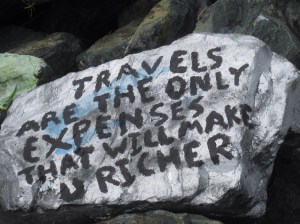 TRAVELS
ARE THE ONLY
EXPENSES
THAT WILL MAKE
U RICHER